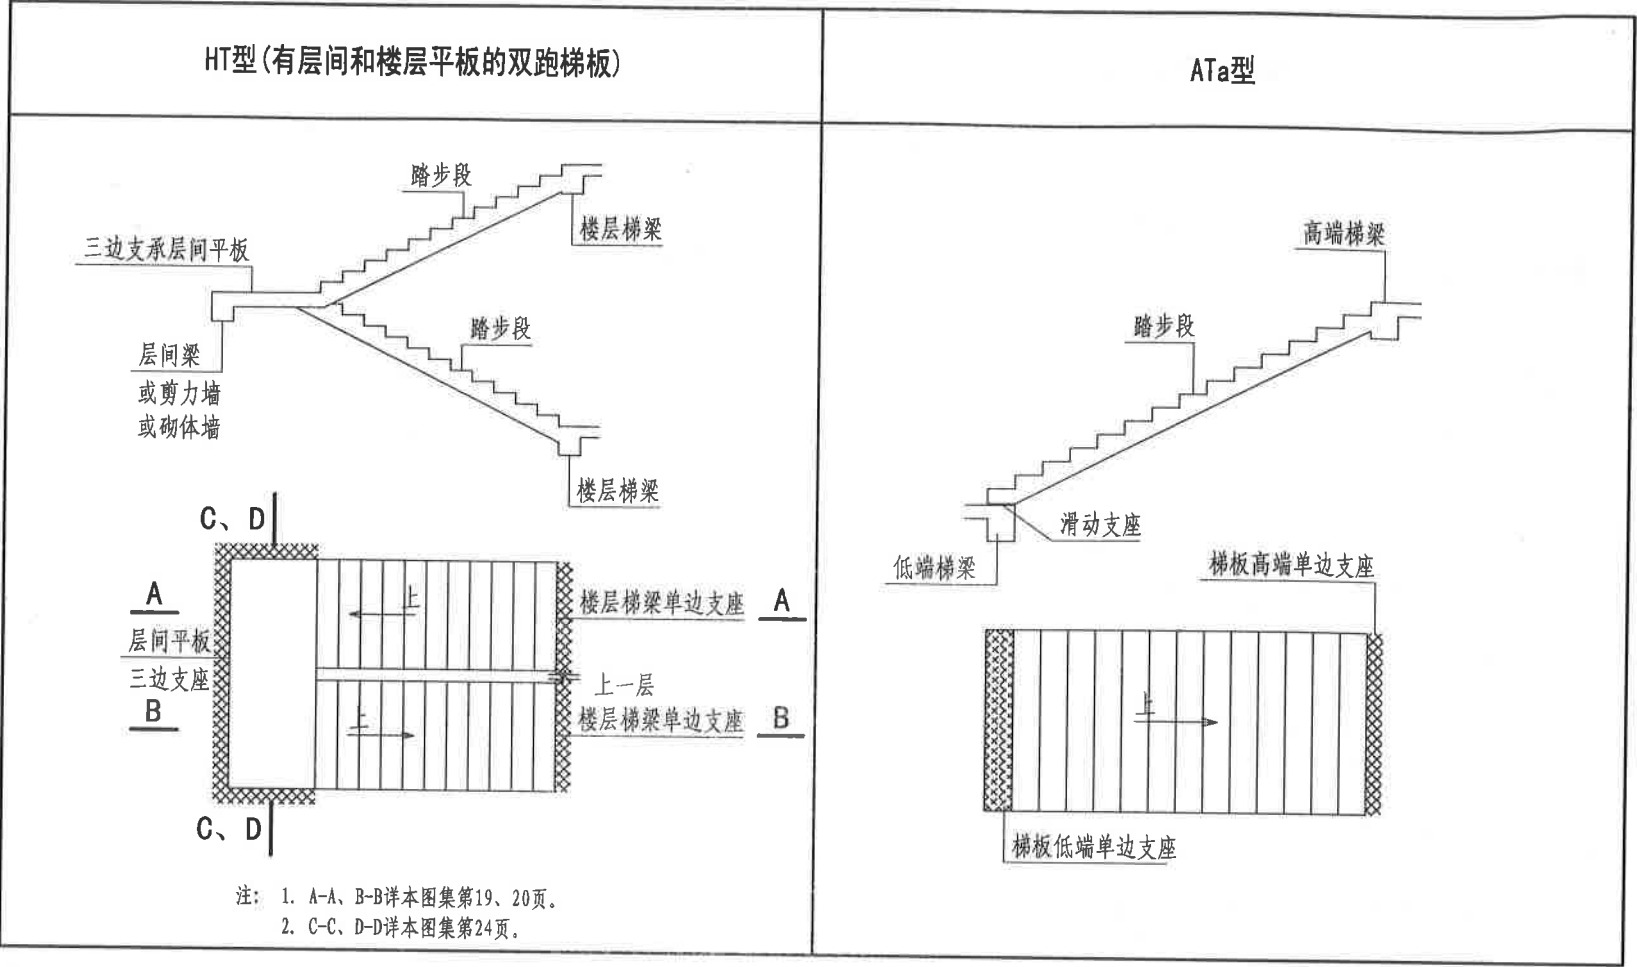 HT型(有层间和楼层平板的双跑梯板)
ATa型
踏步段
楼层梯梁
三边支承层间平板
踏步段
层间梁
或剪力墙
或砌体墙
楼层梯梁
C、D
A
层间平板
三边支座
B
上
上
楼层梯梁单边支座
A
上一层
楼层梯梁单边支座
B
C、D
注: 1. A-A、B-B详本图集第19、20页。
2. C-C、D-D详本图集第24页。
高端梯梁
踏步段
滑动支座
低端梯梁
梯板高端单边支座
上
梯板低端单边支座